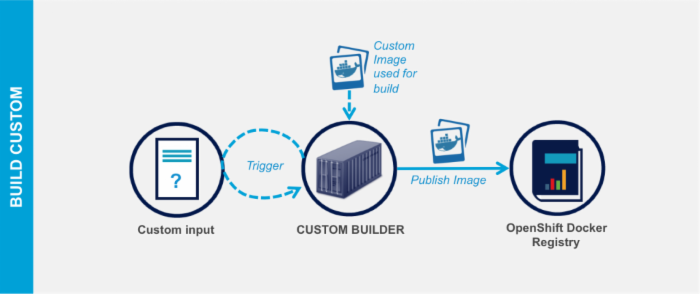 BUILD CUSTOM
Custom
Image
used for
build
?
Trigger
Publish Image
Custom input
CUSTOM BUILDER
OpenShift Docker
Registry